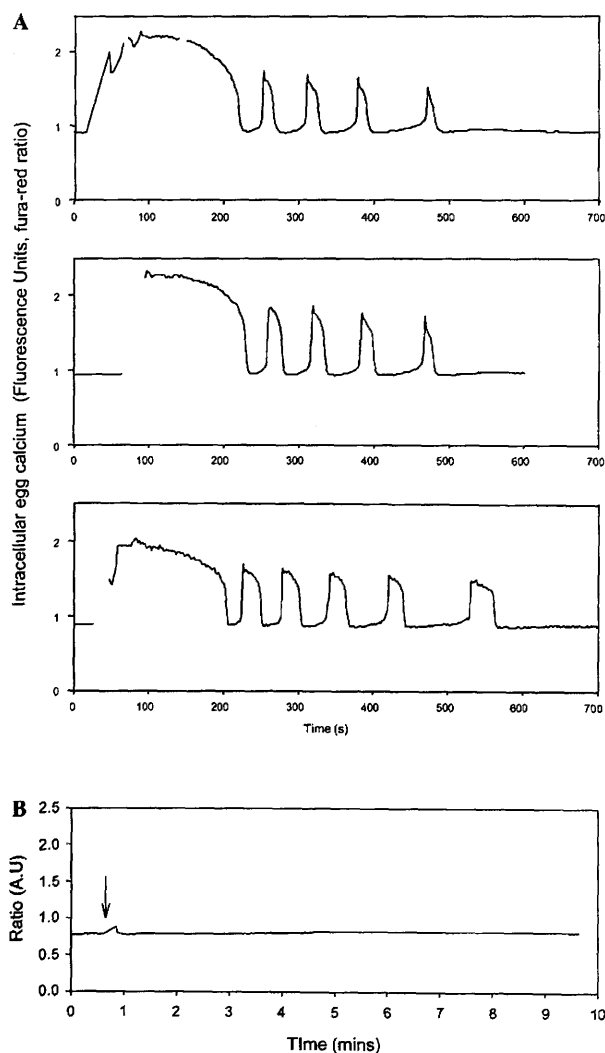 A
Intracellular egg calcium (Fluorescence Units, fura-red ratio)
2
1
0
0 100 200 300 400 500 600 700
2
1
0
0 100 200 300 400 500 600 700
2
1
0
0 100 200 300 400 500 600 700
Time (s)
B
Ratio (A.U)
2.5
2.0
1.5
1.0
0.5
0.0
0 1 2 3 4 5 6 7 8 9 10
TIme (mins)